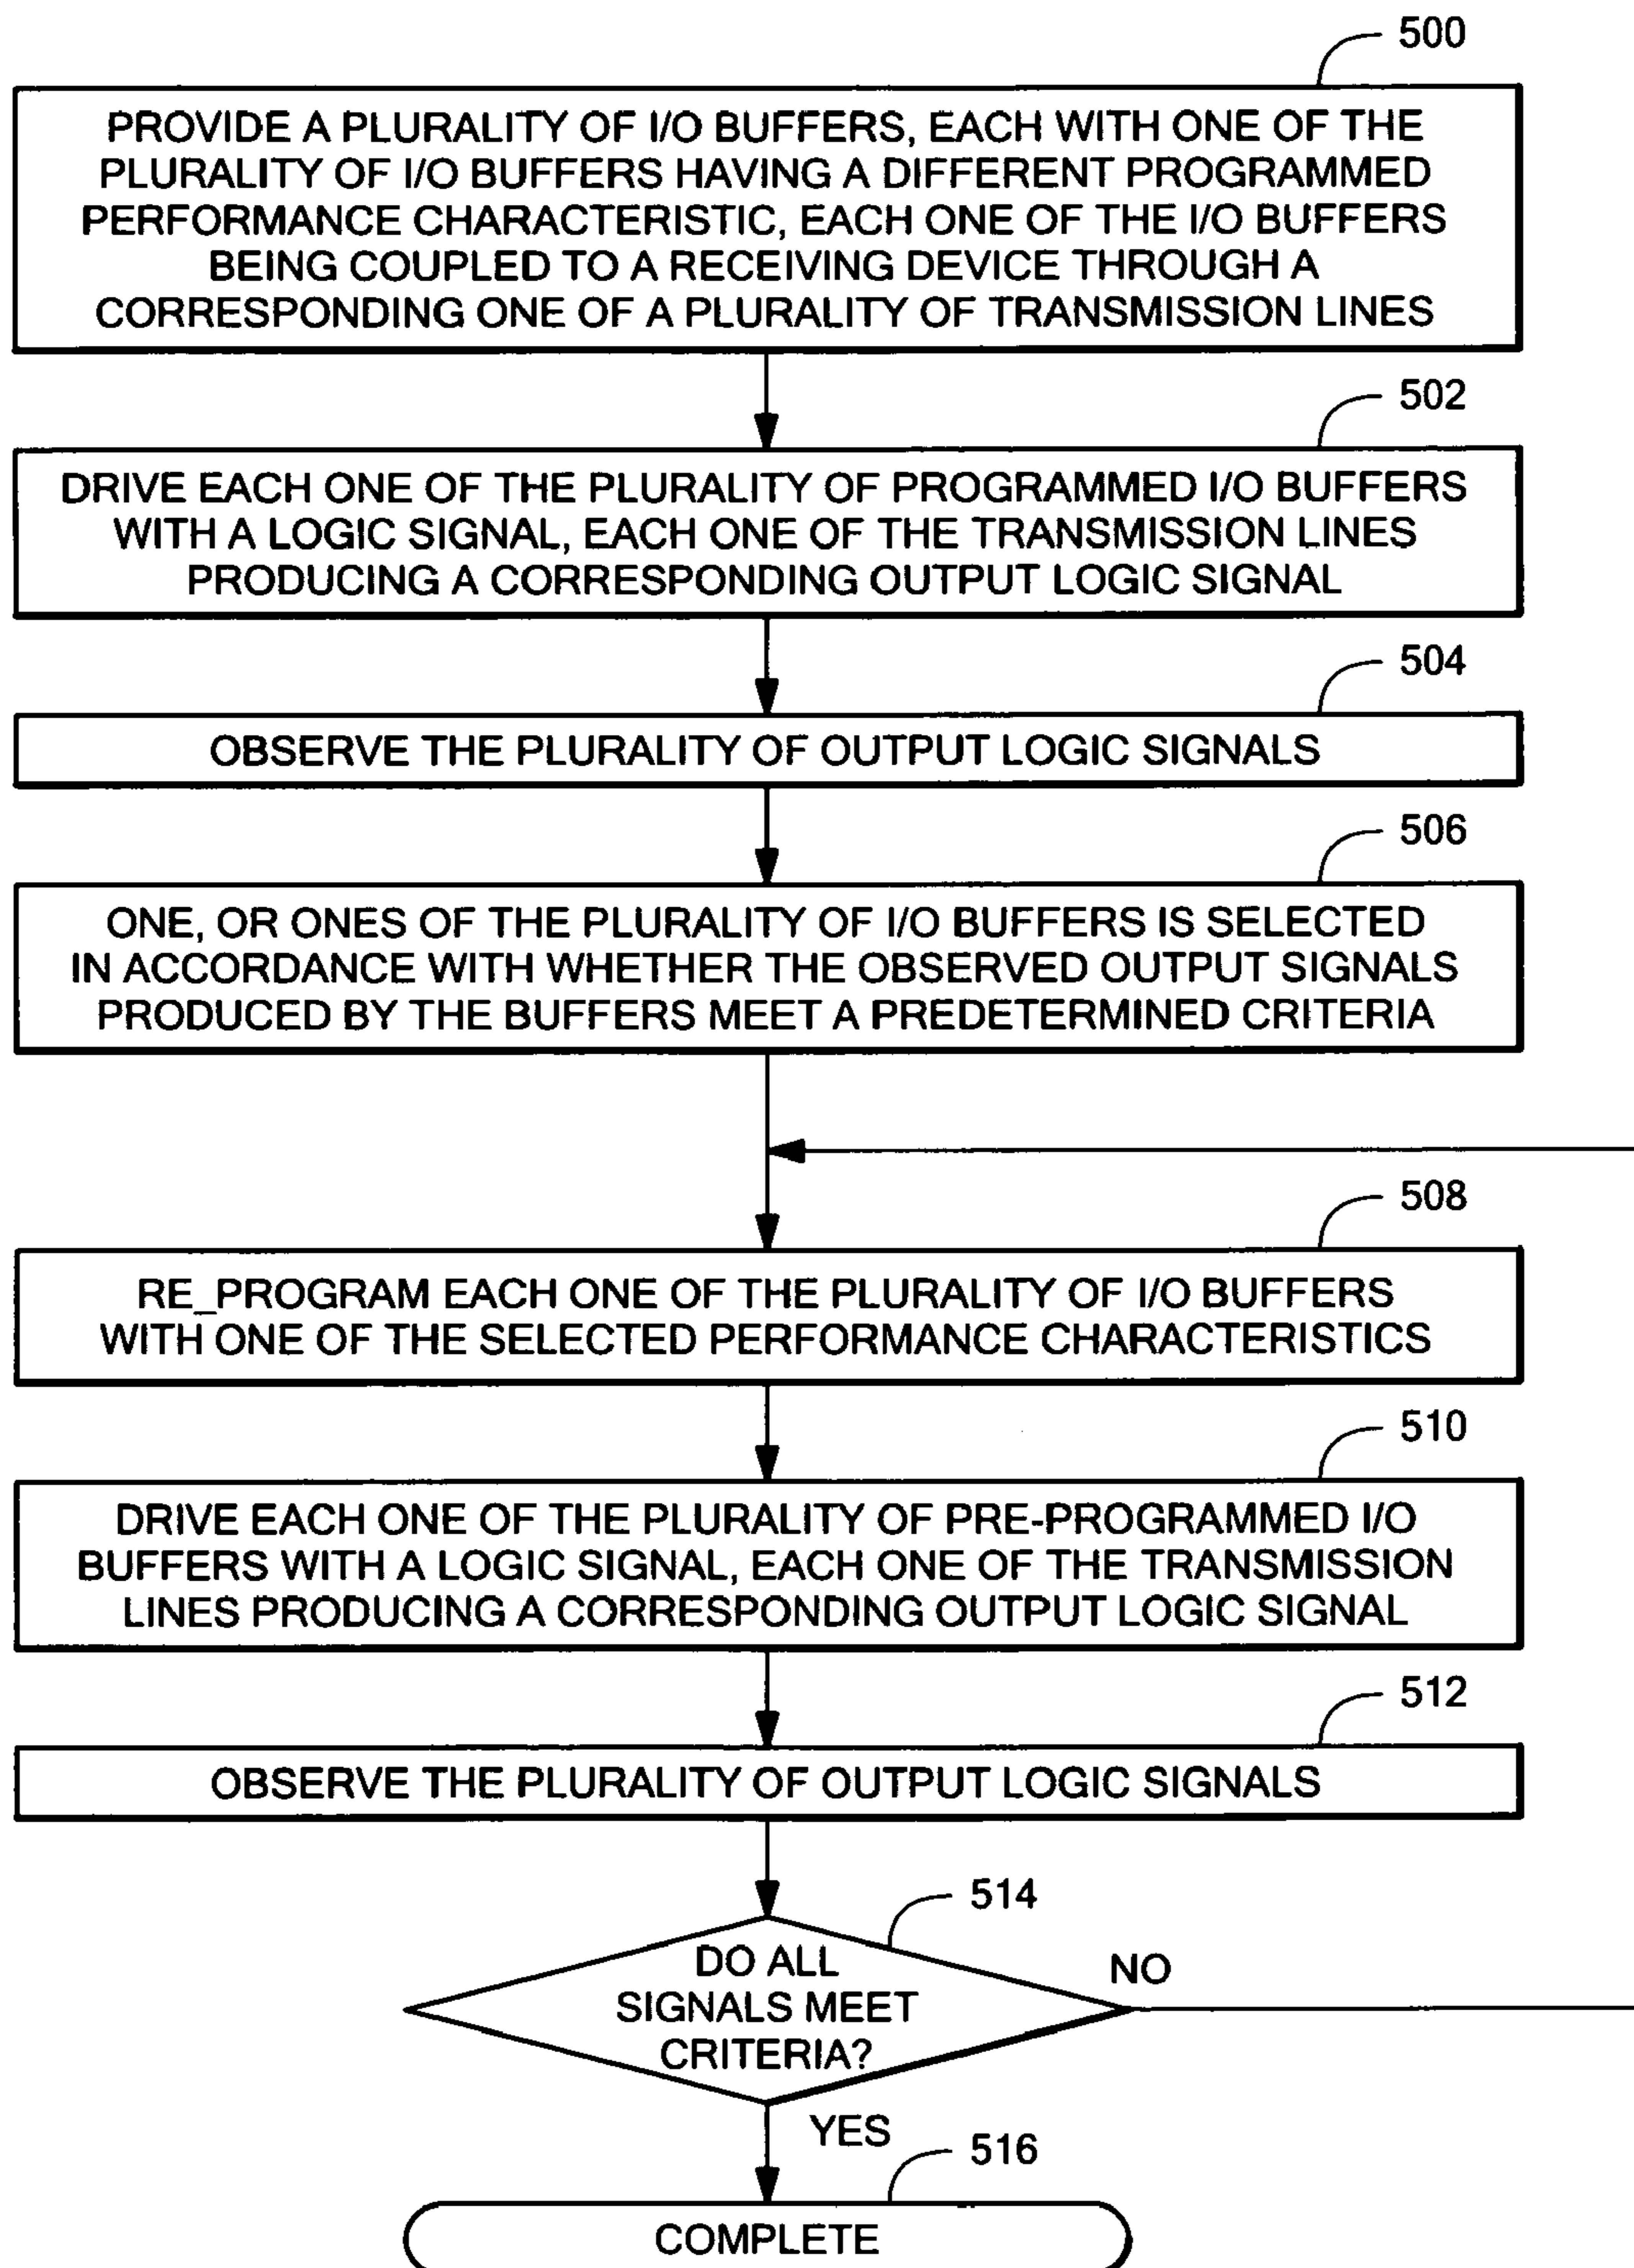 500
PROVIDE A PLURALITY OF I/O BUFFERS, EACH WITH ONE OF THE
PLURALITY OF I/O BUFFERS HAVING A DIFFERENT PROGRAMMED
PERFORMANCE CHARACTERISTIC, EACH ONE OF THE I/O BUFFERS
BEING COUPLED TO A RECEIVING DEVICE THROUGH A
CORRESPONDING ONE OF A PLURALITY OF TRANSMISSION LINES
502
DRIVE EACH ONE OF THE PLURALITY OF PROGRAMMED I/O BUFFERS
WITH A LOGIC SIGNAL, EACH ONE OF THE TRANSMISSION LINES
PRODUCING A CORRESPONDING OUTPUT LOGIC SIGNAL
504
OBSERVE THE PLURALITY OF OUTPUT LOGIC SIGNALS
506
ONE, OR ONES OF THE PLURALITY OF I/O BUFFERS IS SELECTED
IN ACCORDANCE WITH WHETHER THE OBSERVED OUTPUT SIGNALS
PRODUCED BY THE BUFFERS MEET A PREDETERMINED CRITERIA
508
RE_PROGRAM EACH ONE OF THE PLURALITY OF I/O BUFFERS
WITH ONE OF THE SELECTED PERFORMANCE CHARACTERISTICS
510
DRIVE EACH ONE OF THE PLURALITY OF PRE-PROGRAMMED I/O
BUFFERS WITH A LOGIC SIGNAL, EACH ONE OF THE TRANSMISSION
LINES PRODUCING A CORRESPONDING OUTPUT LOGIC SIGNAL
512
OBSERVE THE PLURALITY OF OUTPUT LOGIC SIGNALS
514
DO ALL
SIGNALS MEET
CRITERIA?
NO
YES
516
COMPLETE